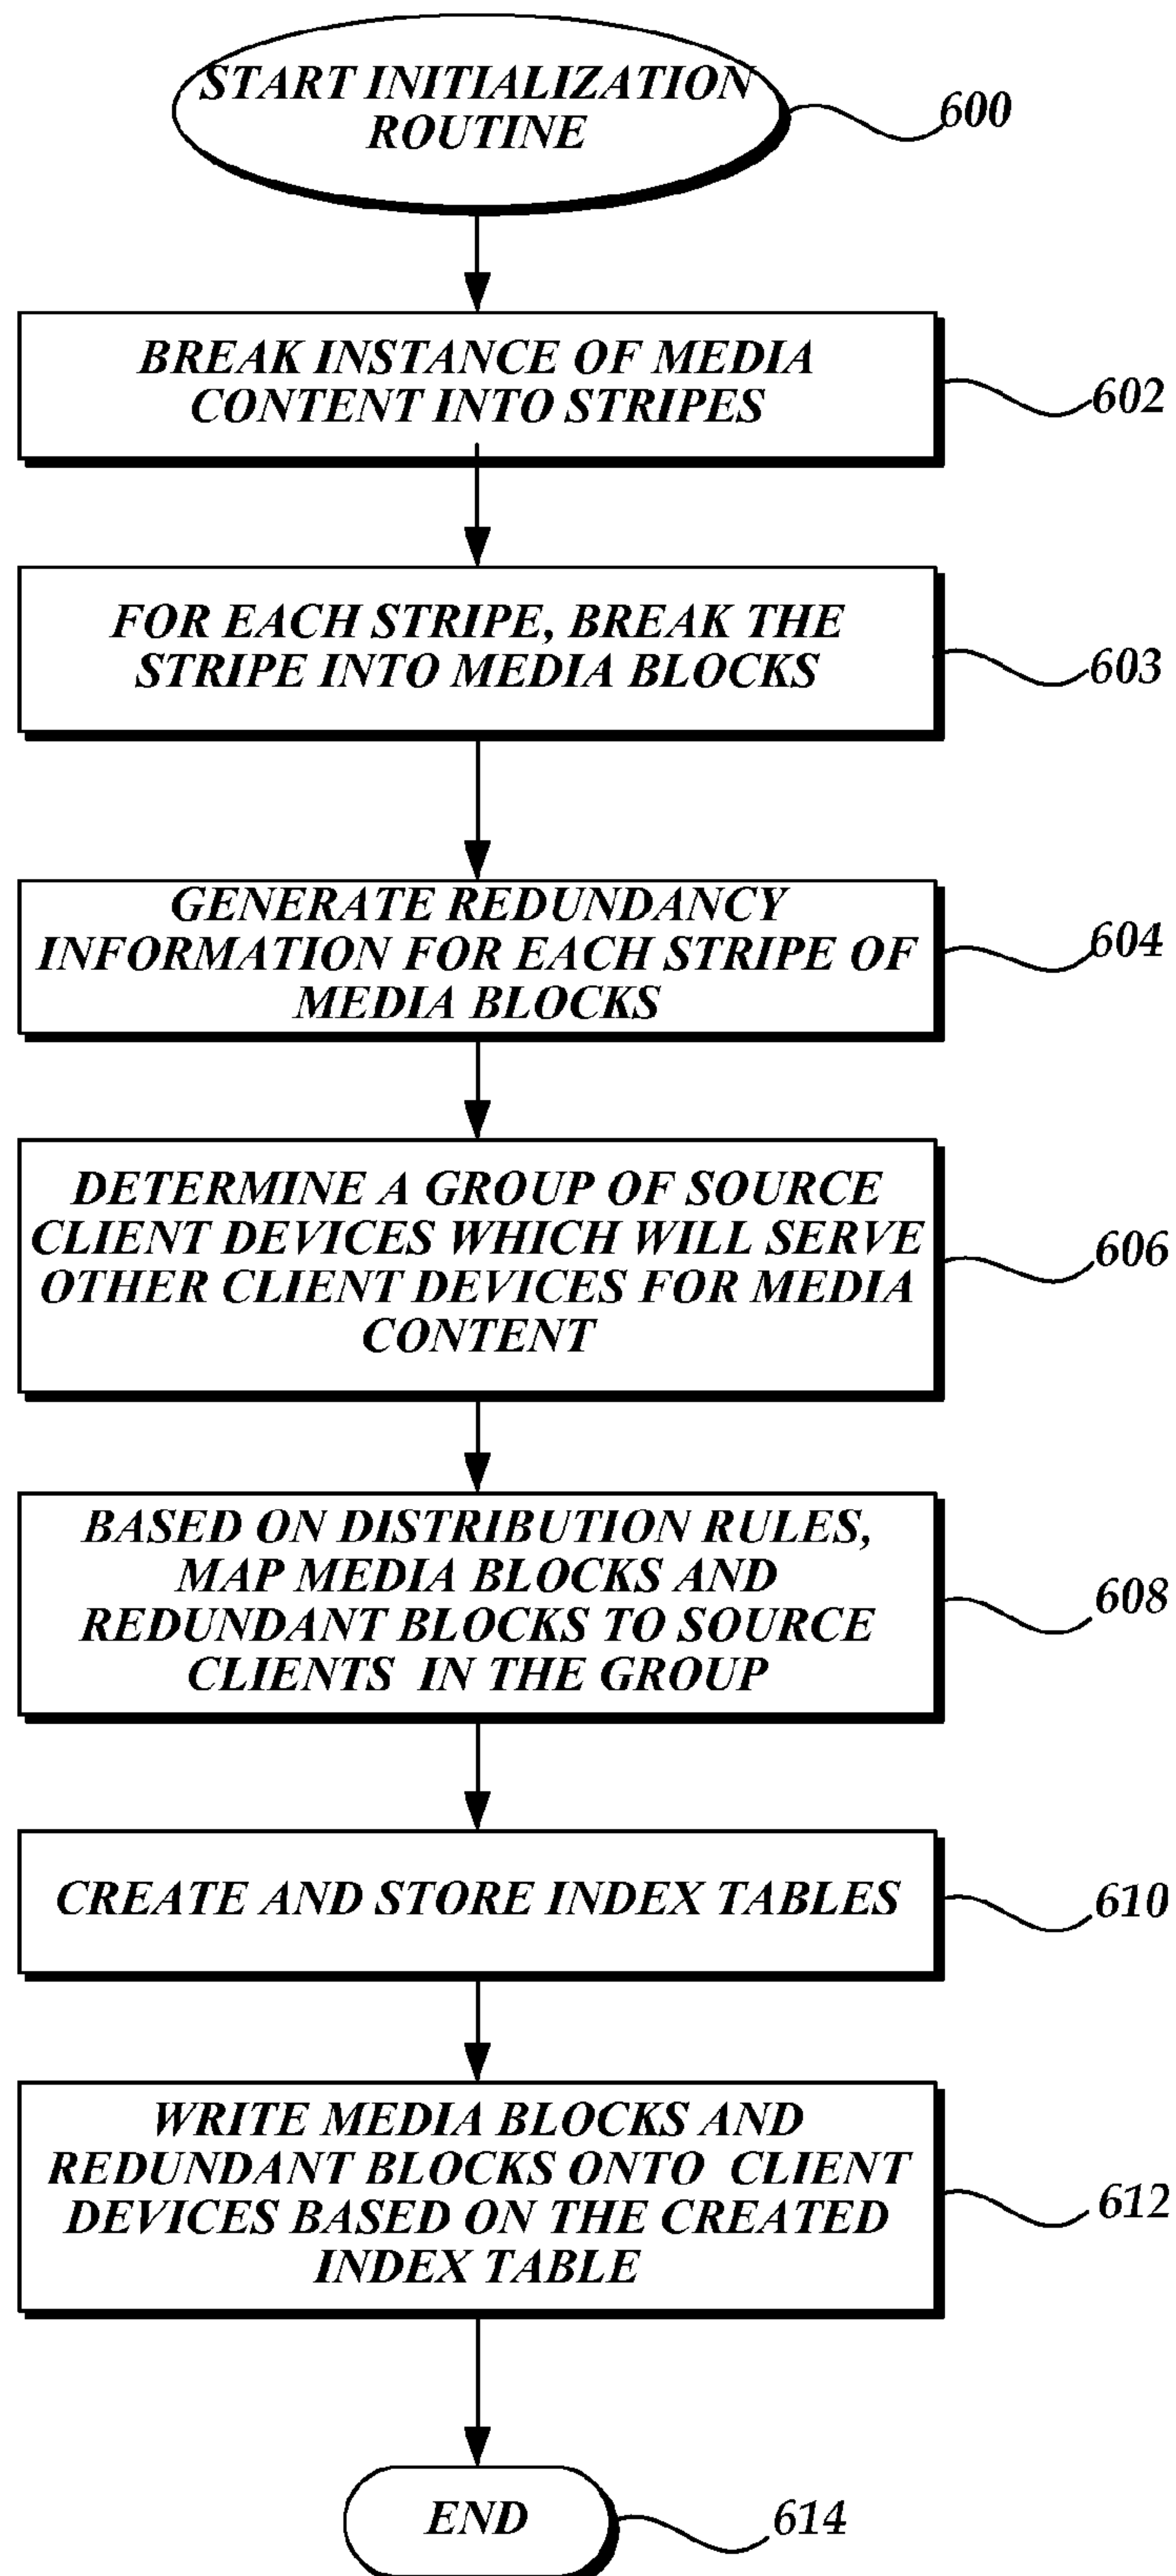 START INITIALIZATION
ROUTINE
600
BREAK INSTANCE OF MEDIA
CONTENT INTO STRIPES
602
FOR EACH STRIPE, BREAK THE
STRIPE INTO MEDIA BLOCKS
603
GENERATE REDUNDANCY
INFORMATION FOR EACH STRIPE OF
MEDIA BLOCKS
604
DETERMINE A GROUP OF SOURCE
CLIENT DEVICES WHICH WILL SERVE
OTHER CLIENT DEVICES FOR MEDIA
CONTENT
606
BASED ON DISTRIBUTION RULES,
MAP MEDIA BLOCKS AND
REDUNDANT BLOCKS TO SOURCE
CLIENTS IN THE GROUP
608
CREATE AND STORE INDEX TABLES
610
WRITE MEDIA BLOCKS AND
REDUNDANT BLOCKS ONTO CLIENT
DEVICES BASED ON THE CREATED
INDEX TABLE
612
END
614